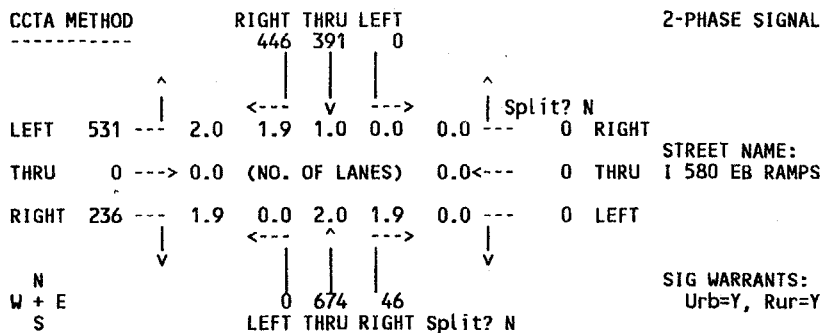 CCTA METHOD RIGHT THRU LEFT 2-PHASE SIGNAL
----------- 446 391 0
^ ^
<--- v ---> Split? N
LEFT 531 --- 2.0 1.9 1.0 0.0 0.0 --- 0 RIGHT
STREET NAME:
THRU 0 ---> 0.0 (NO. OF LANES) 0.0<--- 0 THRU I 580 EB RAMPS
RIGHT 236 --- 1.9 0.0 2.0 1.9 0.0 --- 0 LEFT
<--- ^ --->
v v
N SIG WARRANTS:
W + E 0 674 46 Urb=Y, Rur=Y
S LEFT THRU RIGHT Split? N